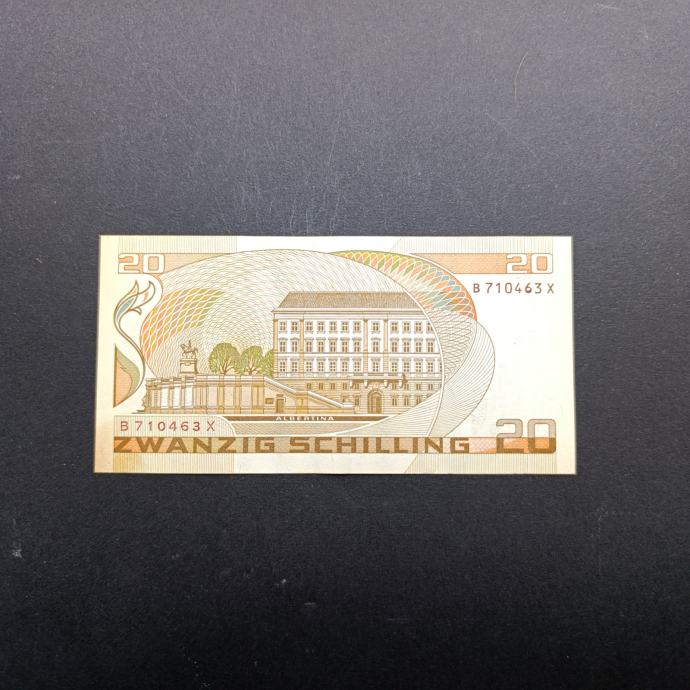 20 20
B 710463 X
ALBERTINA
B 710463 X
ZWANZIG SCHILLING 20